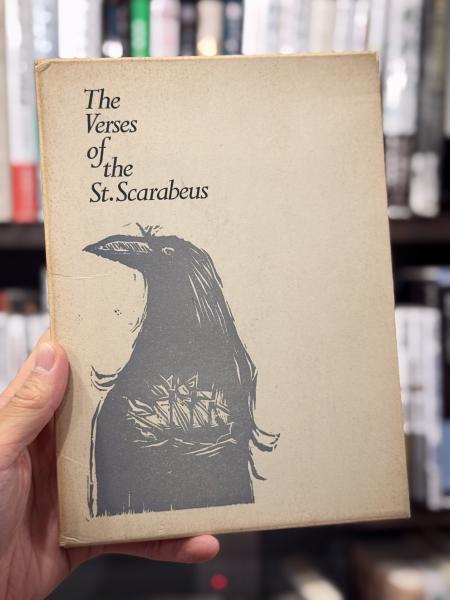 The
Verses
of
the
St. Scarabeus